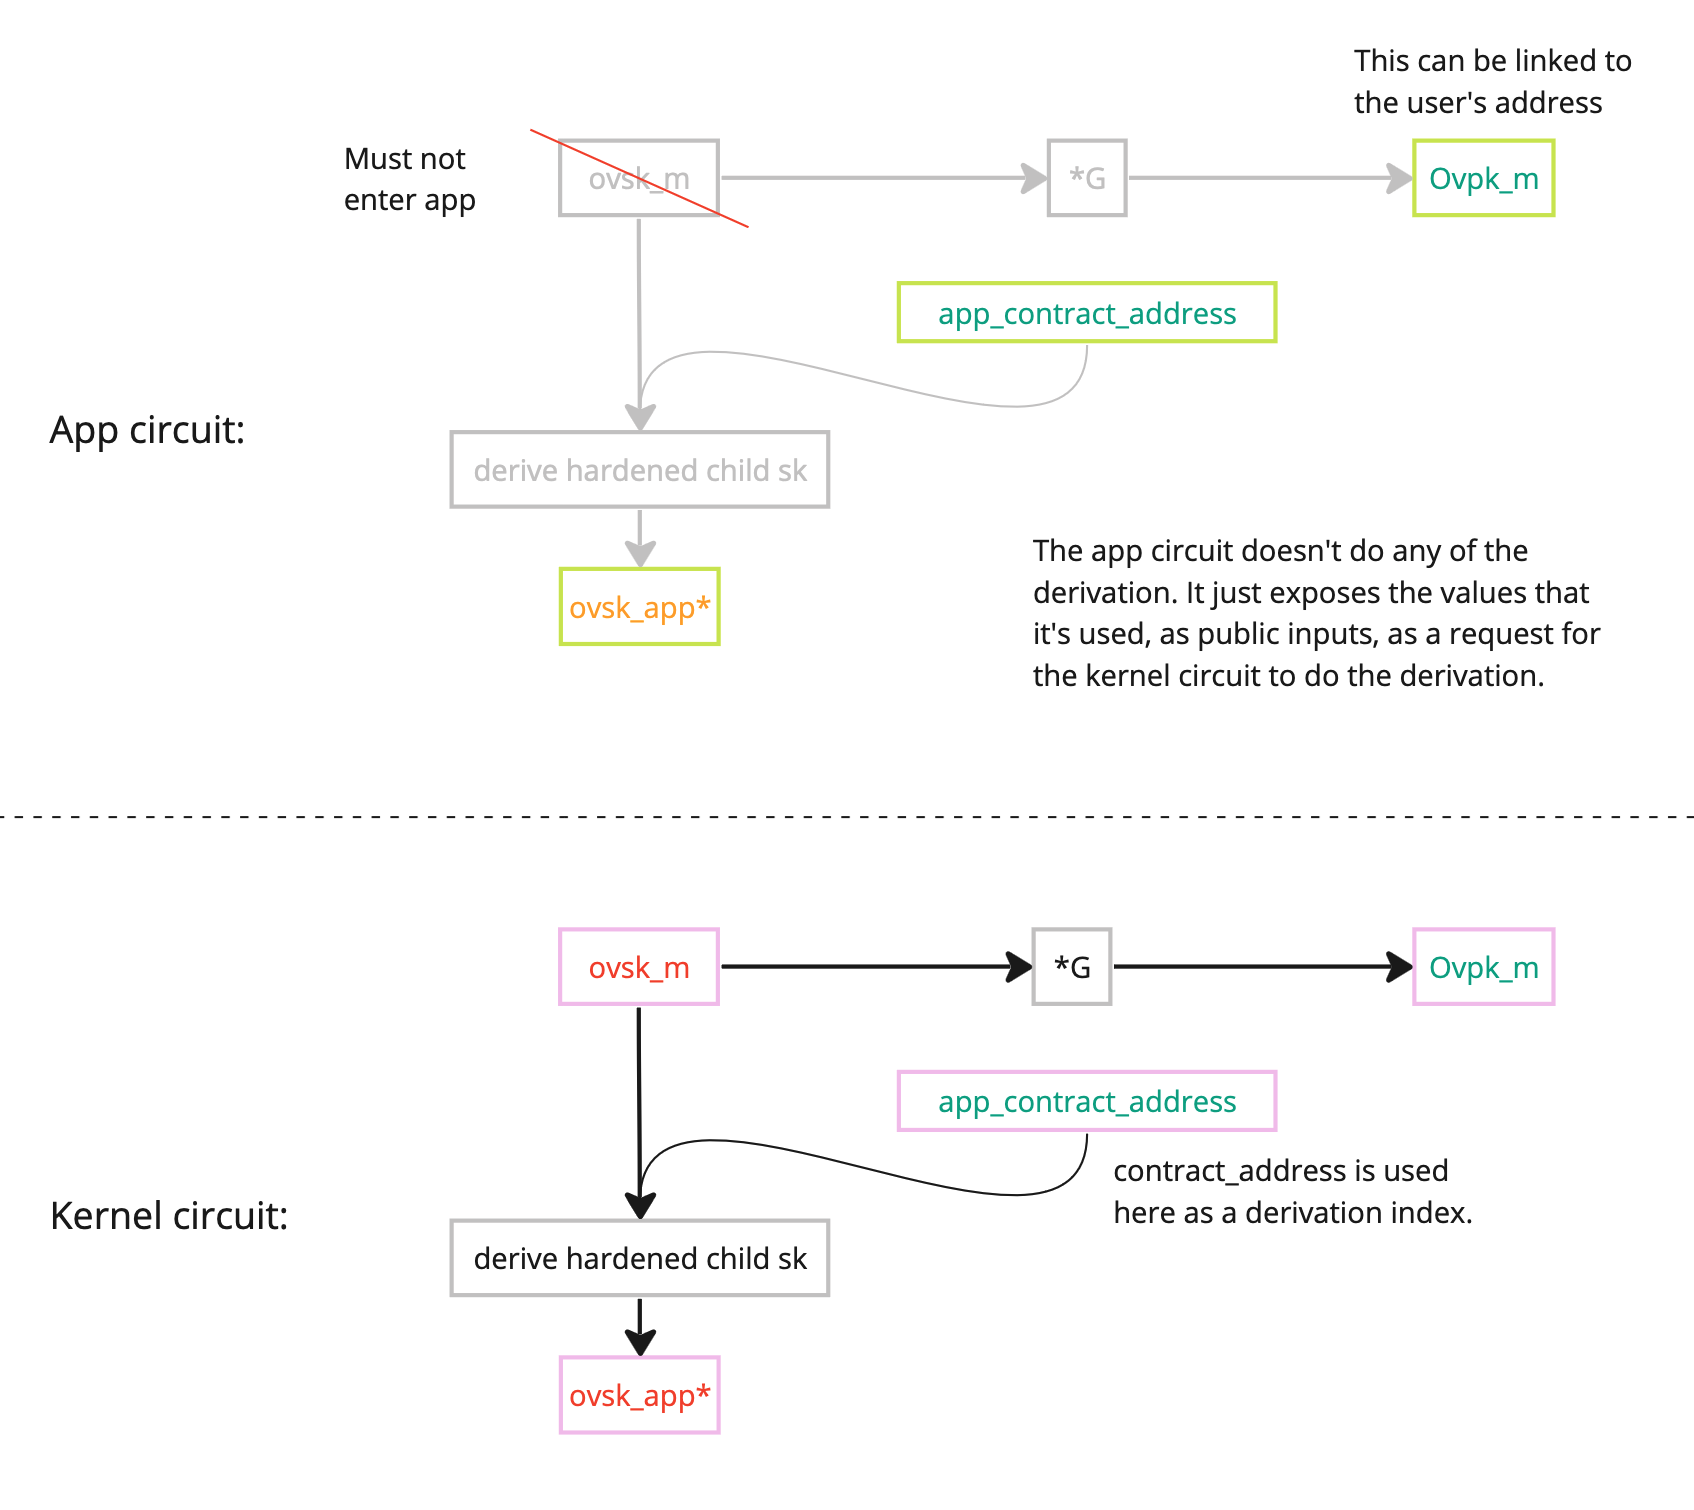 This can be linked to
the user's address
Must not
enter app
ovsk_m
*G
Ovpk_m
app_contract_address
App circuit:
derive hardened child sk
ovsk_app*
The app circuit doesn't do any of the
derivation. It just exposes the values that
it's used, as public inputs, as a request for
the kernel circuit to do the derivation.
ovsk_m
*G
Ovpk_m
app_contract_address
contract_address is used
here as a derivation index.
Kernel circuit:
derive hardened child sk
ovsk_app*